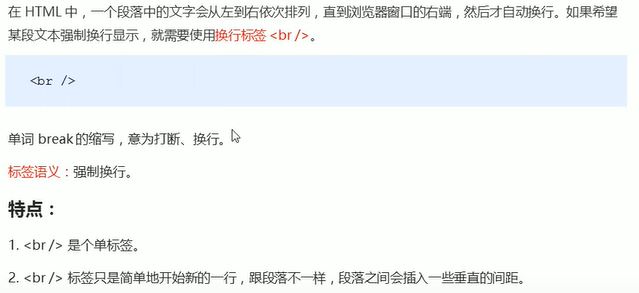 在 HTML 中，一个段落中的文字会从左到右依次排列，直到浏览器窗口的右端，然后才自动换行。如果希望
某段文本强制换行显示，就需要使用换行标签 <br />。
<br />
单词 break 的缩写，意为打断、换行。
标签语义：强制换行。
特点：
1. <br /> 是个单标签。
2. <br /> 标签只是简单地开始新的一行，跟段落不一样，段落之间会插入一些垂直的间距。